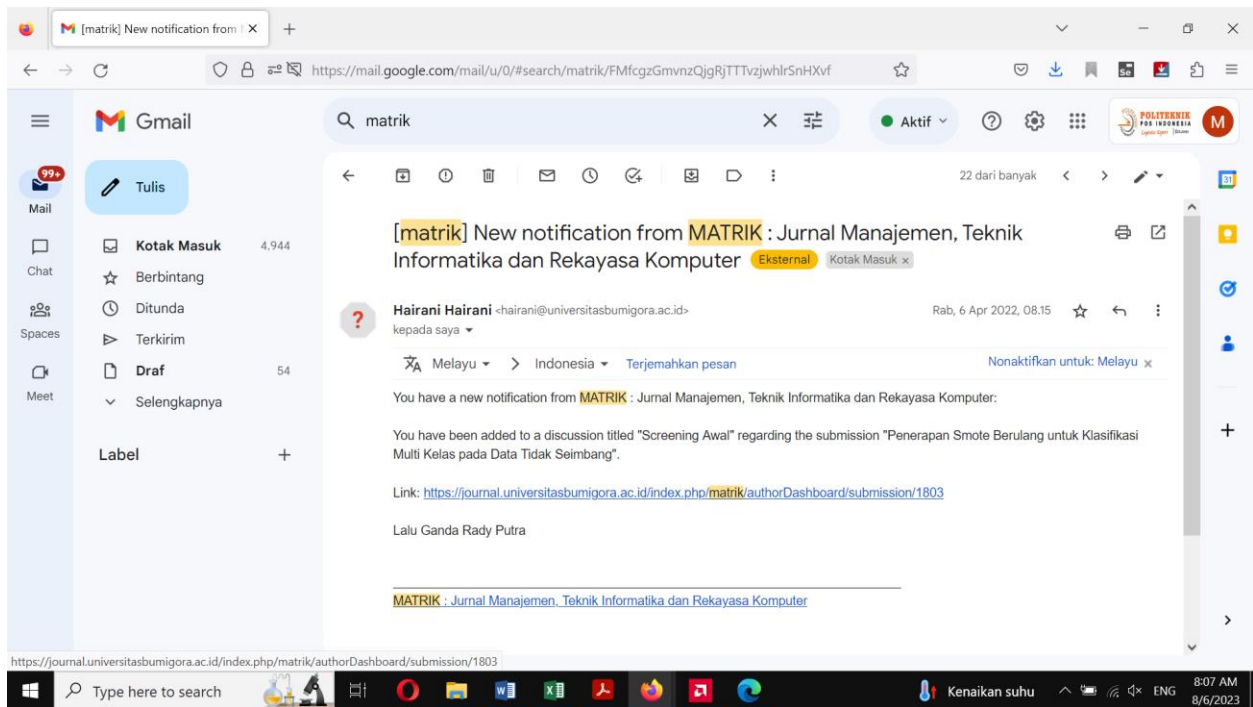 [matrik] New notification from
https://mail.google.com/mail/u/0/#search/matrik/FMfcgzGmvnzQjgRjTTTvzjwhlrSnHXvf
Gmail
matrik
Aktif
POLITEKNIK
POS INDONESIA
M
99+
Mail
Chat
Spaces
Meet
Tulis
Kotak Masuk 4.944
Berbintang
Ditunda
Terkirim
Draf 54
Selengkapnya
Label
22 dari banyak
31
[matrik] New notification from MATRIK : Jurnal Manajemen, Teknik
Informatika dan Rekayasa Komputer Eksternal Kotak Masuk x
Hairani Hairani <hairani@universitasbumigora.ac.id> Rab, 6 Apr 2022, 08.15
kepada saya
Melayu > Indonesia Terjemahkan pesan Nonaktifkan untuk: Melayu x
You have a new notification from MATRIK : Jurnal Manajemen, Teknik Informatika dan Rekayasa Komputer:
You have been added to a discussion titled "Screening Awal" regarding the submission "Penerapan Smote Berulang untuk Klasifikasi
Multi Kelas pada Data Tidak Seimbang".
Link: https://journal.universitasbumigora.ac.id/index.php/matrik/authorDashboard/submission/1803
Lalu Ganda Rady Putra
MATRIK : Jurnal Manajemen, Teknik Informatika dan Rekayasa Komputer
https://journal.universitasbumigora.ac.id/index.php/matrik/authorDashboard/submission/1803
Type here to search
Kenaikan suhu
ENG
8:07 AM
8/6/2023